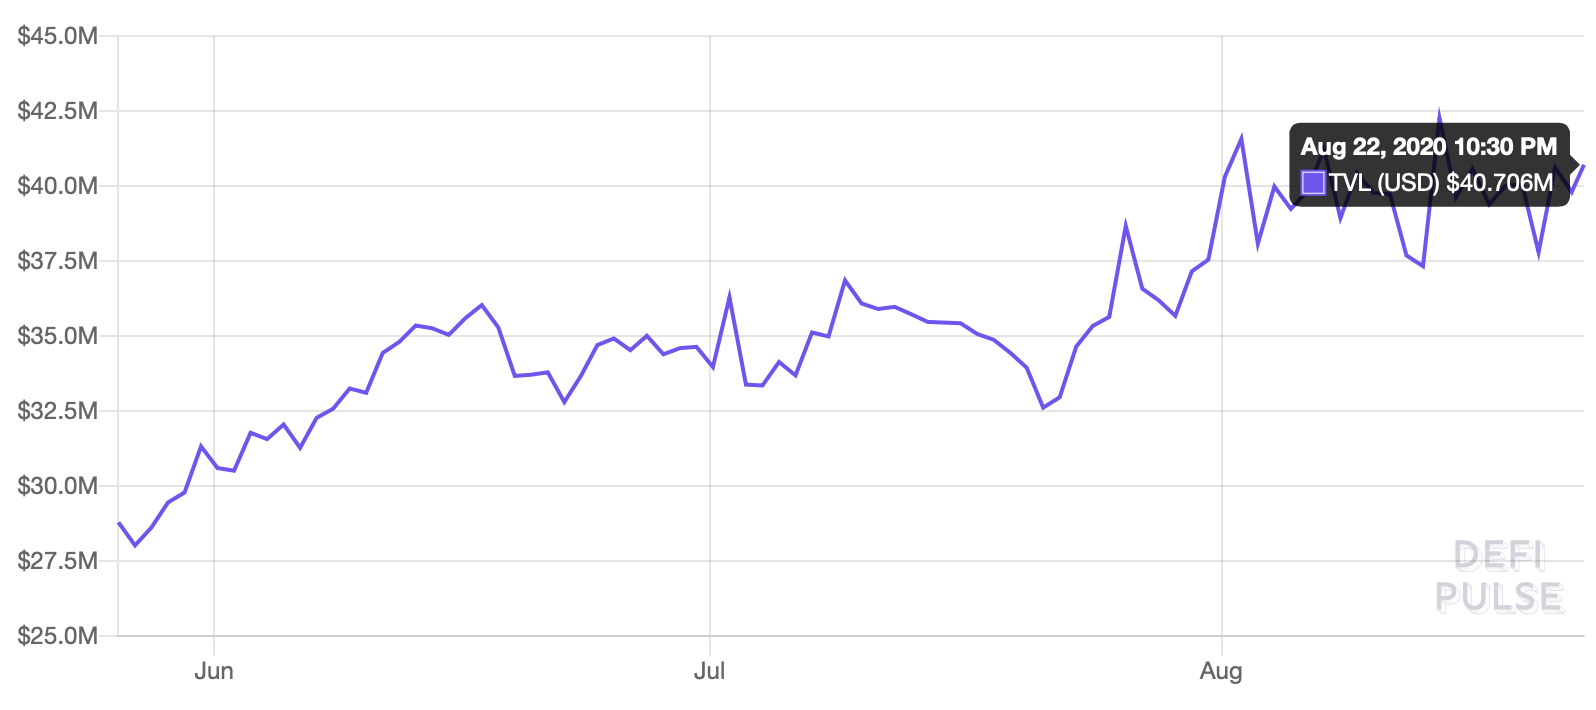 $45.0M
$42.5M
Aug 22, 2020 10:30 PM
TVL (USD) $40.706M
$40.0M
$37.5M
$35.0M
$32.5M
$30.0M
$27.5M
DEFI
PULSE
$25.0M
Jun Jul Aug